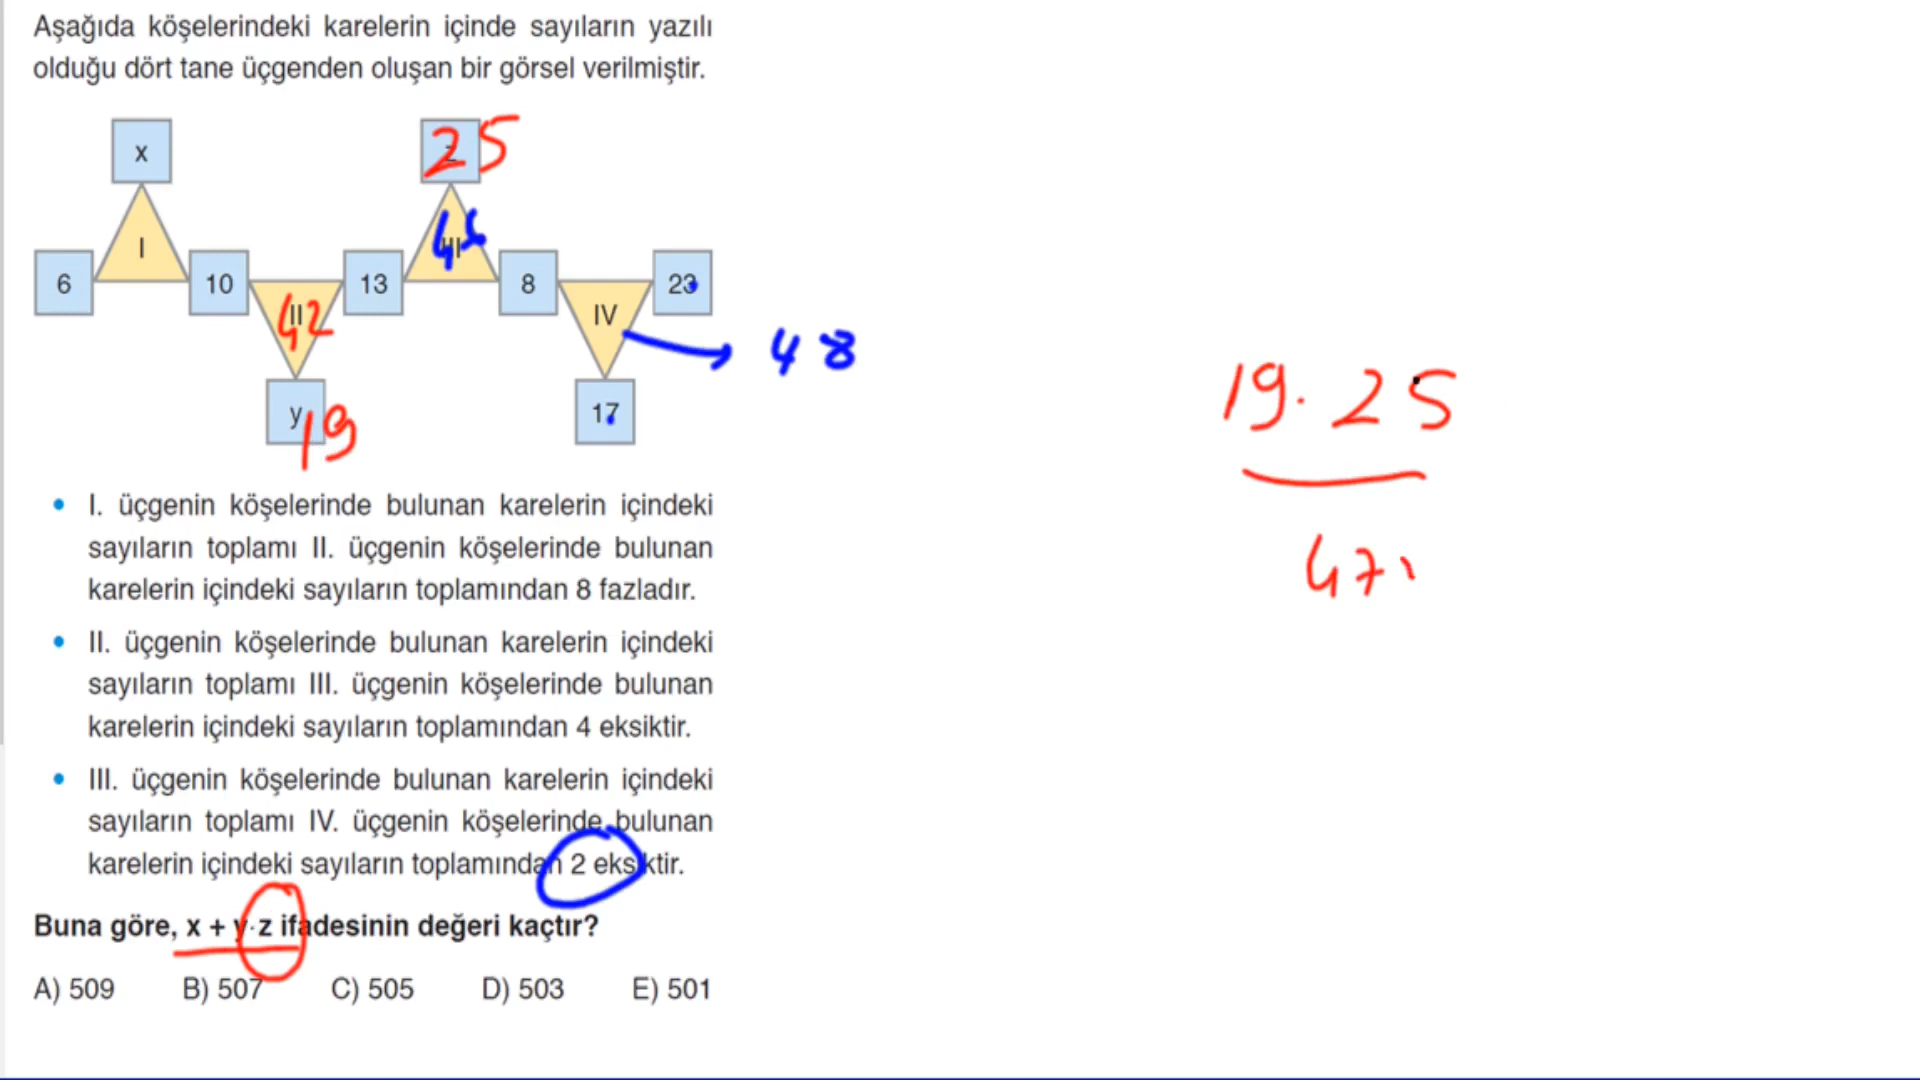 Aşağıda köşelerindeki karelerin içinde sayıların yazılı
olduğu dört tane üçgenden oluşan bir görsel verilmiştir.
x
25
I
6
10
13
8
23
II
42
IV
48
y
19
17
19.25
47
• I. üçgenin köşelerinde bulunan karelerin içindeki
sayıların toplamı II. üçgenin köşelerinde bulunan
karelerin içindeki sayıların toplamından 8 fazladır.
• II. üçgenin köşelerinde bulunan karelerin içindeki
sayıların toplamı III. üçgenin köşelerinde bulunan
karelerin içindeki sayıların toplamından 4 eksiktir.
• III. üçgenin köşelerinde bulunan karelerin içindeki
sayıların toplamı IV. üçgenin köşelerinde bulunan
karelerin içindeki sayıların toplamından 2 eksiktir.
Buna göre, x + y·z ifadesinin değeri kaçtır?
A) 509 B) 507 C) 505 D) 503 E) 501